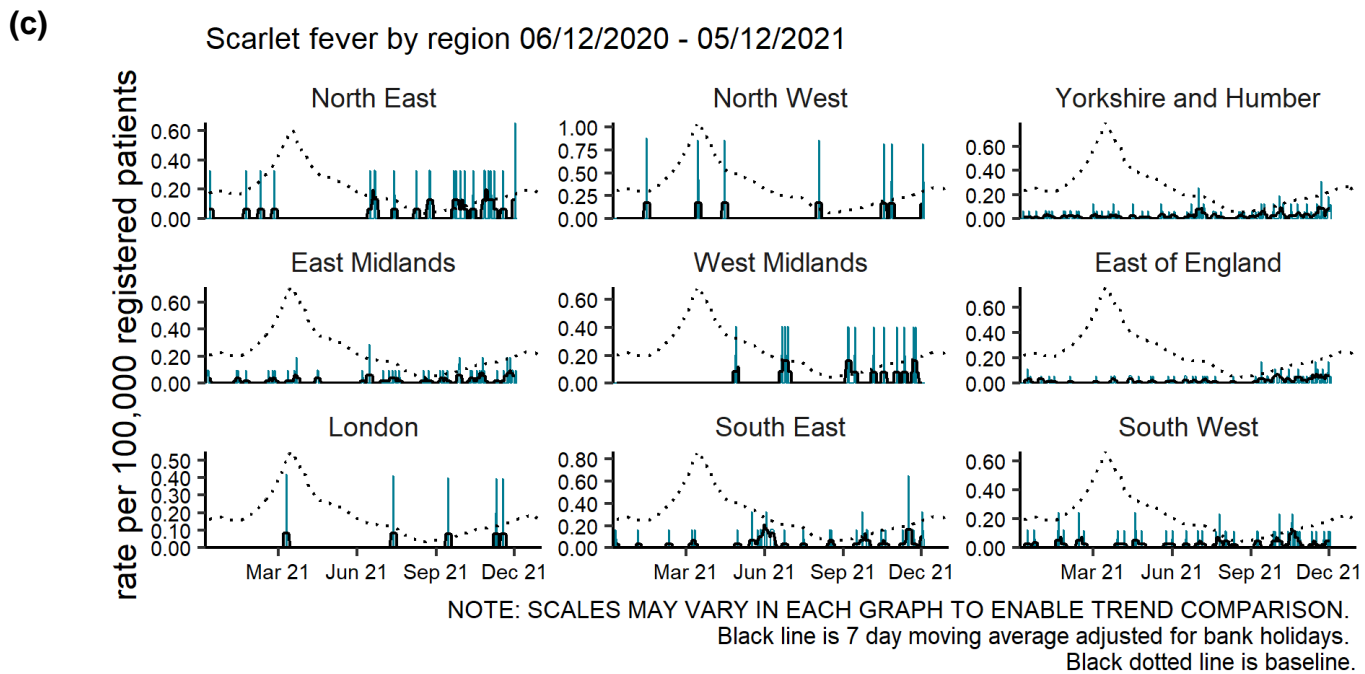 (c)
Scarlet fever by region 06/12/2020 - 05/12/2021
rate per 100,000 registered patients
North East
0.60
0.40
0.20
0.00
North West
1.00
0.75
0.50
0.25
0.00
Yorkshire and Humber
0.60
0.40
0.20
0.00
East Midlands
0.60
0.40
0.20
0.00
West Midlands
0.60
0.40
0.20
0.00
East of England
0.60
0.40
0.20
0.00
London
0.50
0.40
0.30
0.20
0.10
0.00
Mar 21 Jun 21 Sep 21 Dec 21
South East
0.80
0.60
0.40
0.20
0.00
Mar 21 Jun 21 Sep 21 Dec 21
South West
0.60
0.40
0.20
0.00
Mar 21 Jun 21 Sep 21 Dec 21
NOTE: SCALES MAY VARY IN EACH GRAPH TO ENABLE TREND COMPARISON.
Black line is 7 day moving average adjusted for bank holidays.
Black dotted line is baseline.